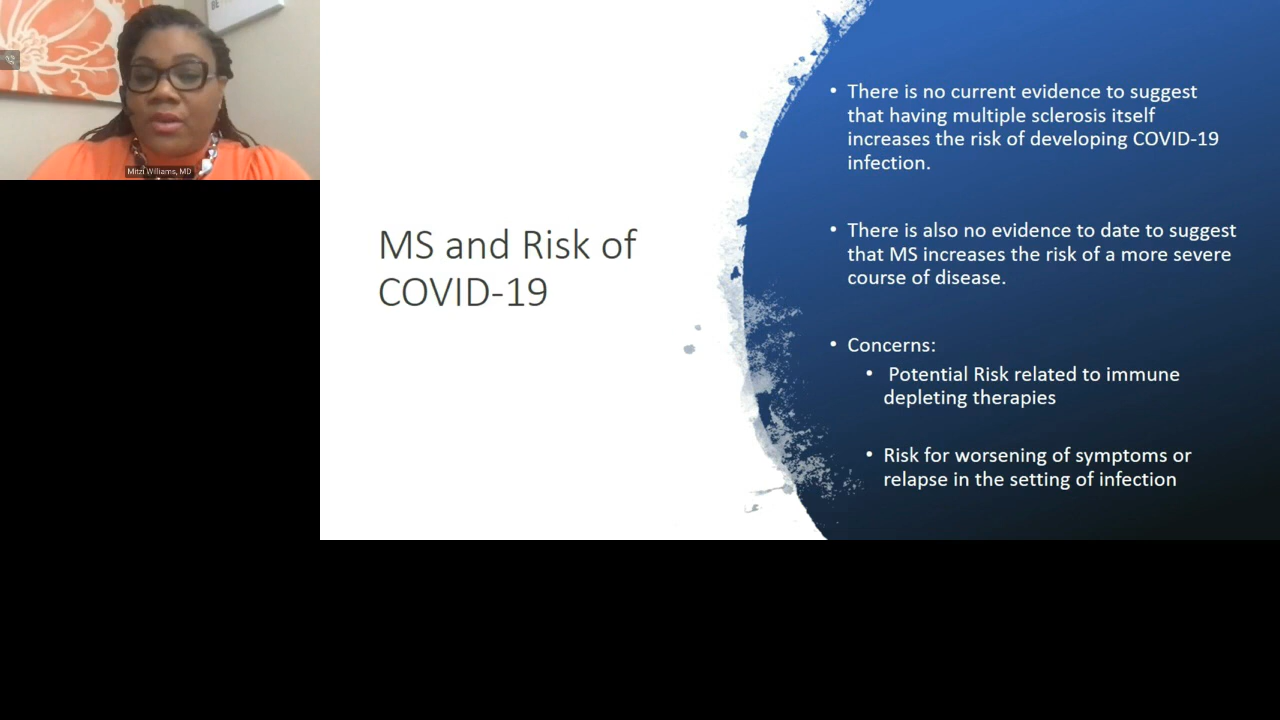 Mitzi Williams, MD
MS and Risk of
COVID-19
• There is no current evidence to suggest
that having multiple sclerosis itself
increases the risk of developing COVID-19
infection.
• There is also no evidence to date to suggest
that MS increases the risk of a more severe
course of disease.
• Concerns:
• Potential Risk related to immune
depleting therapies
• Risk for worsening of symptoms or
relapse in the setting of infection